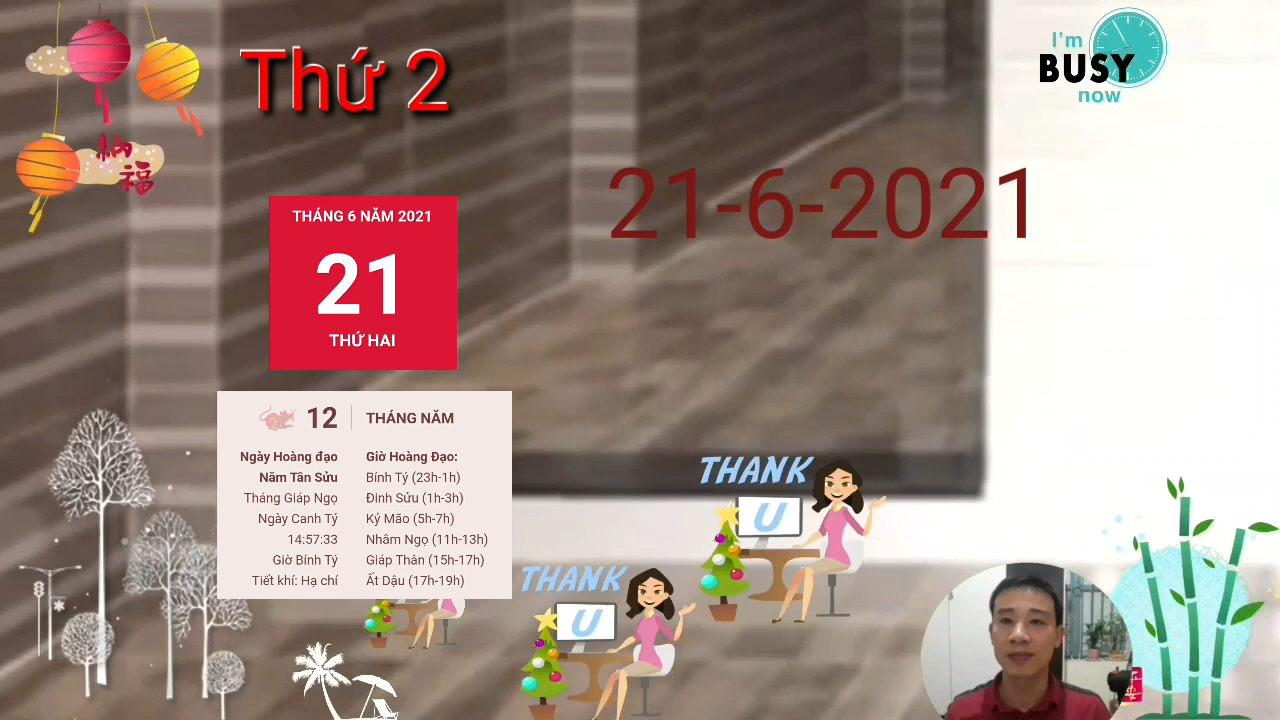 Thứ 2
I'm
BUSY
now
納
福
21-6-2021
THÁNG 6 NĂM 2021
21
THỨ HAI
12
THÁNG NĂM
Ngày Hoàng đạo
Năm Tân Sửu
Tháng Giáp Ngọ
Ngày Canh Tý
14:57:33
Giờ Bính Tý
Tiết khí: Hạ chí
Giờ Hoàng Đạo:
Bính Tý (23h-1h)
Đinh Sửu (1h-3h)
Kỷ Mão (5h-7h)
Nhâm Ngọ (11h-13h)
Giáp Thân (15h-17h)
Ất Dậu (17h-19h)
THANK
U
THANK
U